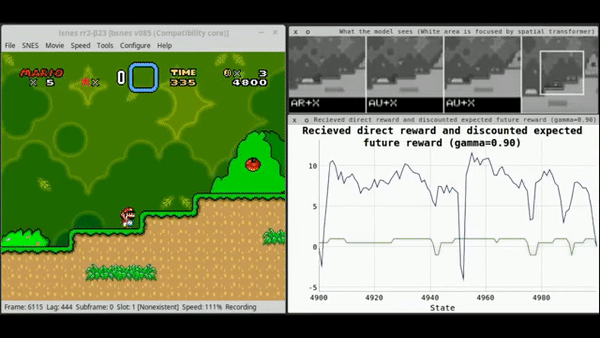 lsnes rr2-β23 [bsnes v085 (Compatibility core)]
File SNES Movie Speed Tools Configure Help
MARIO TIME
x 5 x 0 335 x 3
4800
Frame: 6115 Lag: 444 Subframe: 0 Slot: 1 [Nonexistent] Speed: 111% Recording
x o What the model sees (White area is focused by spatial transformer)
AR+X AU+X AU+X
x o Recieved direct reward and discounted expected future reward (gamma=0.90)
Recieved direct reward and discounted expected
future reward (gamma=0.90)
10
5
0
-5
4900 4920 4940 4960 4980
State